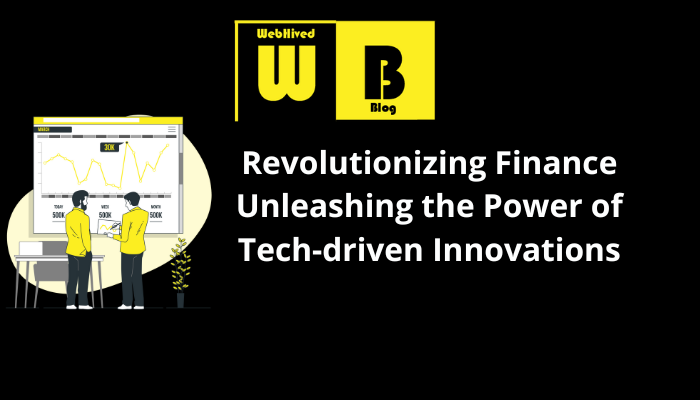 WebHived
W
B
Blog
Revolutionizing Finance
Unleashing the Power of
Tech-driven Innovations
30K
TODAY WEEK MONTH
500K 500K 500K